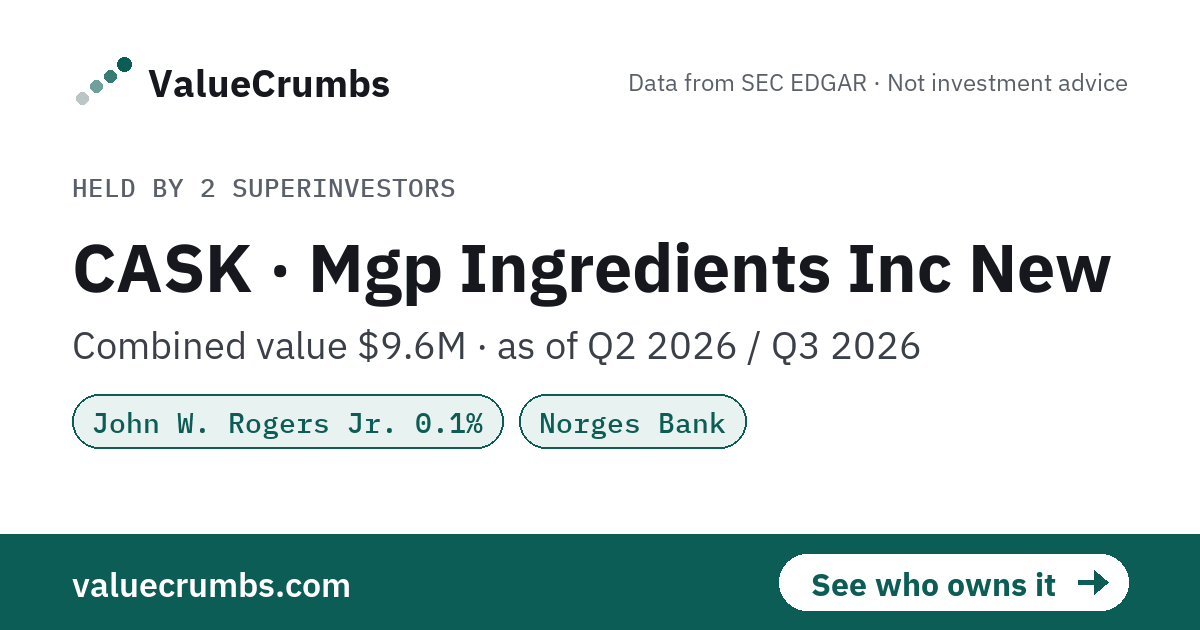 ValueCrumbs
Data from SEC EDGAR · Not investment advice
HELD BY 2 SUPERINVESTORS
CASK · Mgp Ingredients Inc New
Combined value $9.6M · as of Q2 2026 / Q3 2026
John W. Rogers Jr. 0.1%
Norges Bank
valuecrumbs.com
See who owns it →